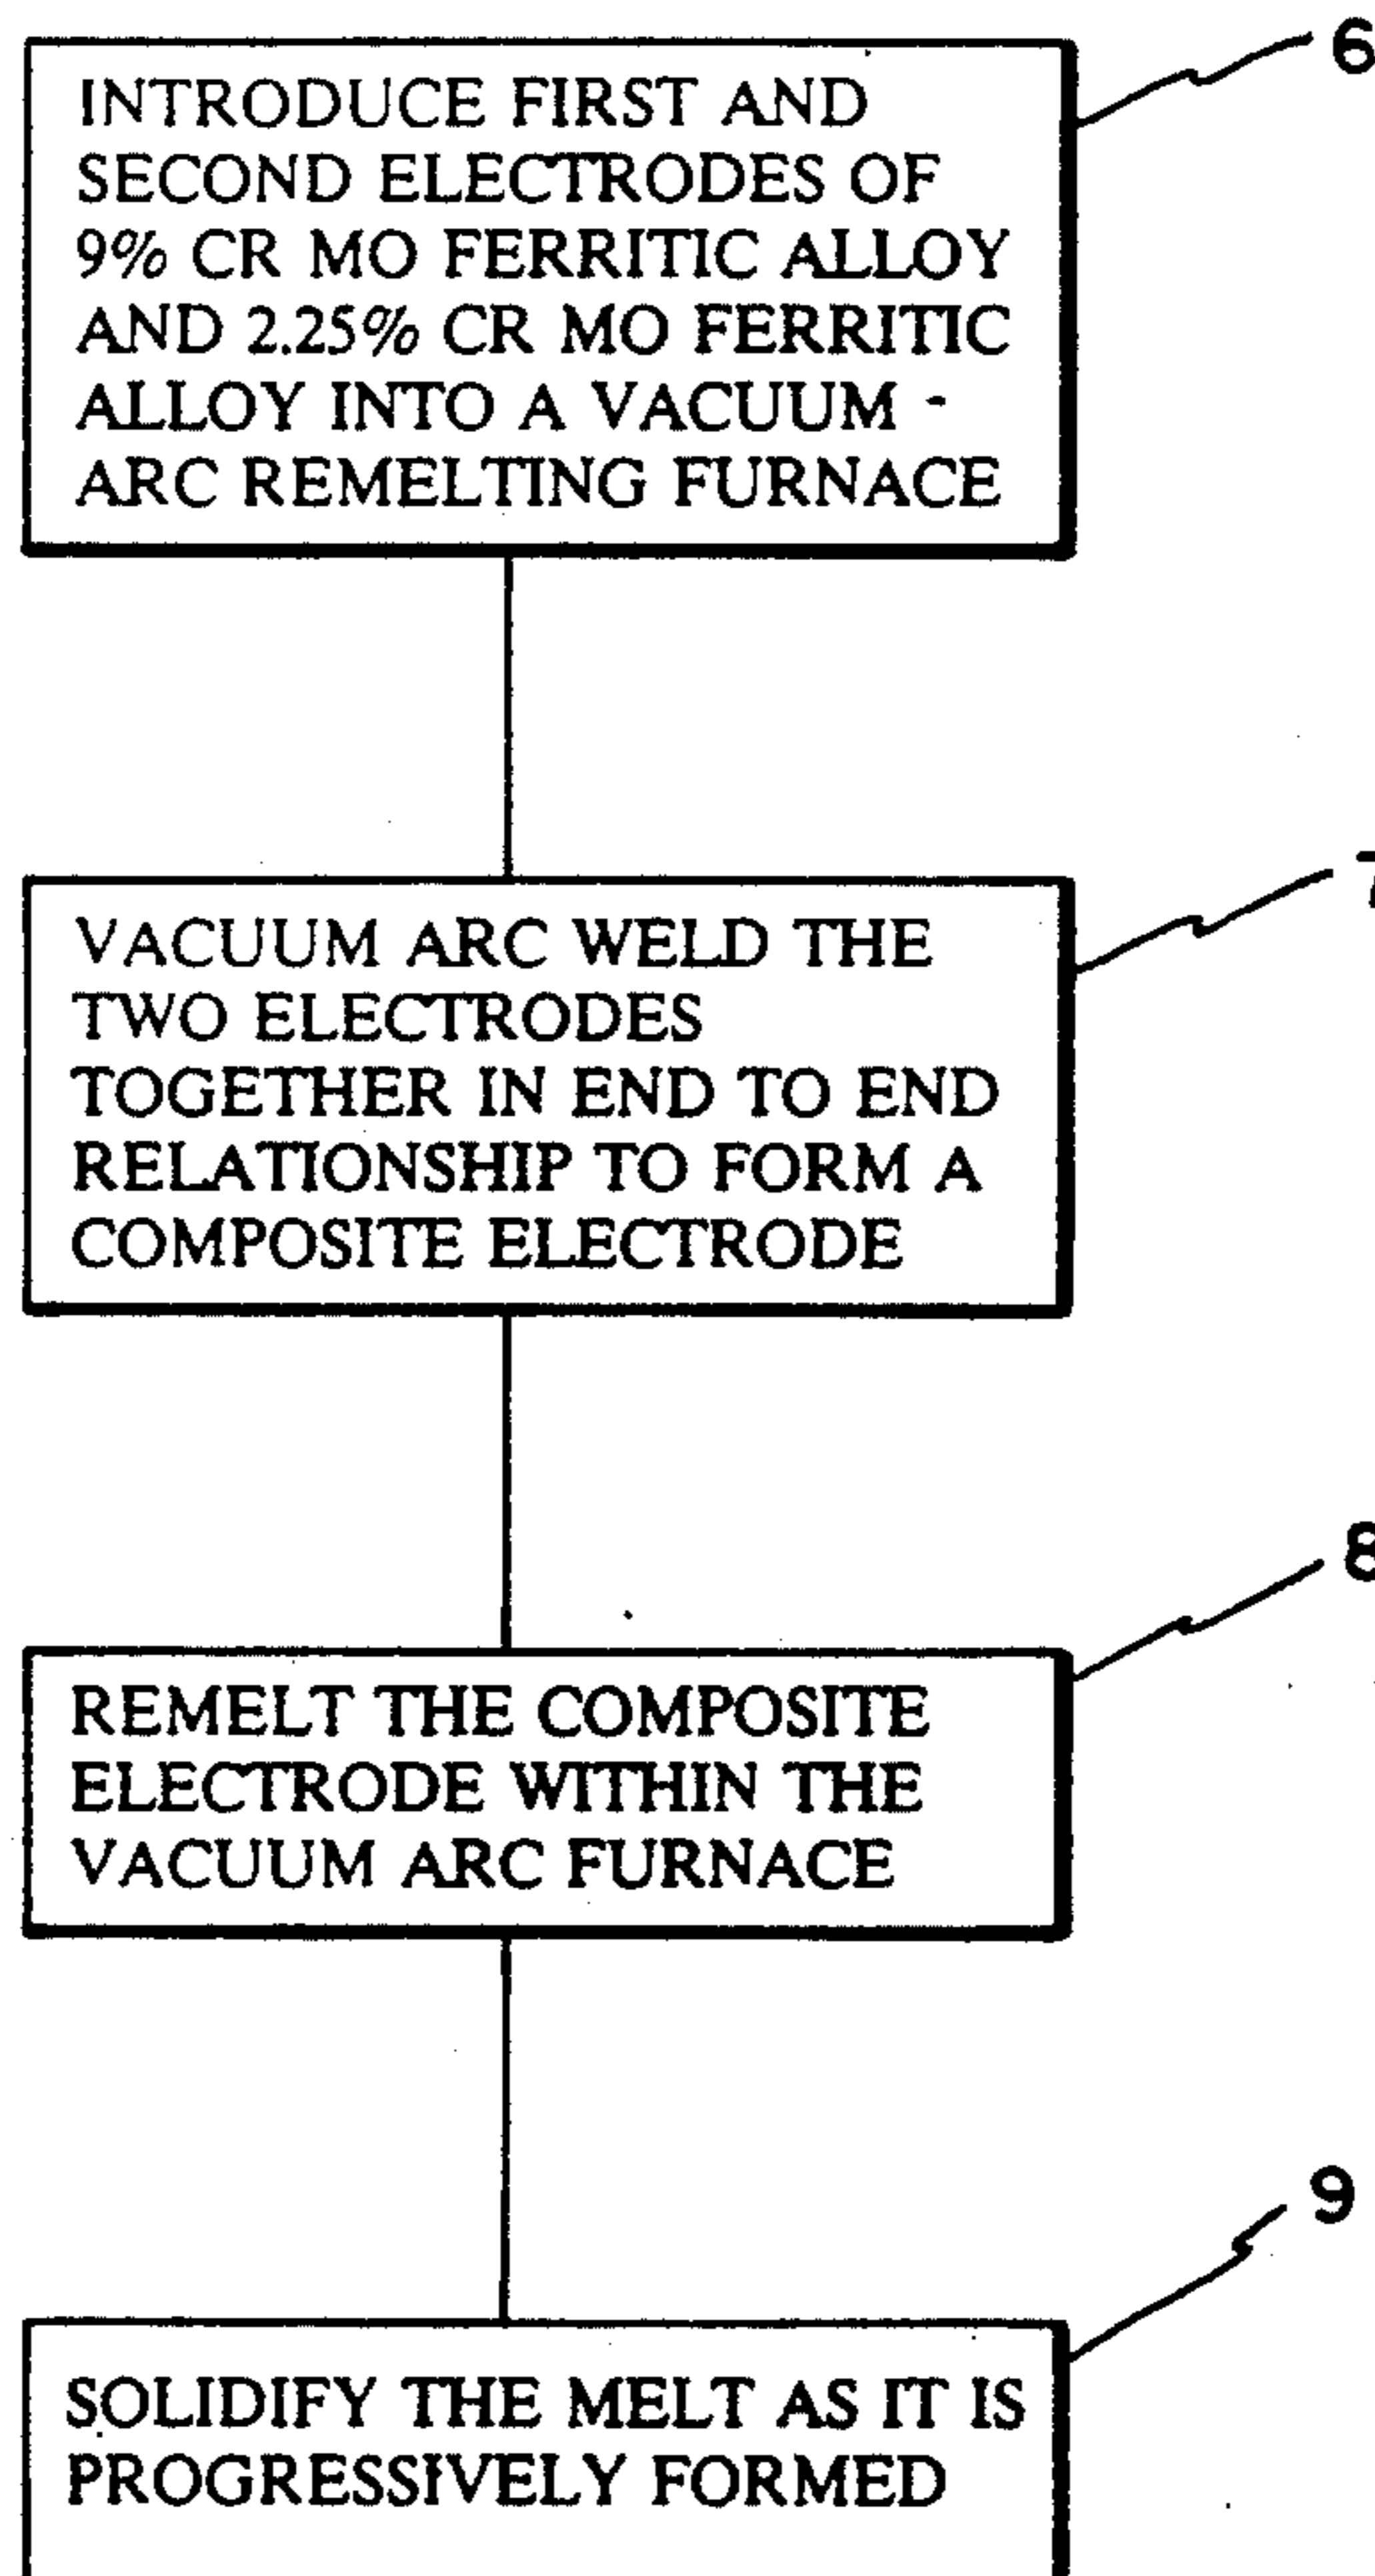 6
INTRODUCE FIRST AND
SECOND ELECTRODES OF
9% CR MO FERRITIC ALLOY
AND 2.25% CR MO FERRITIC
ALLOY INTO A VACUUM -
ARC REMELTING FURNACE
7
VACUUM ARC WELD THE
TWO ELECTRODES
TOGETHER IN END TO END
RELATIONSHIP TO FORM A
COMPOSITE ELECTRODE
8
REMELT THE COMPOSITE
ELECTRODE WITHIN THE
VACUUM ARC FURNACE
9
SOLIDIFY THE MELT AS IT IS
PROGRESSIVELY FORMED